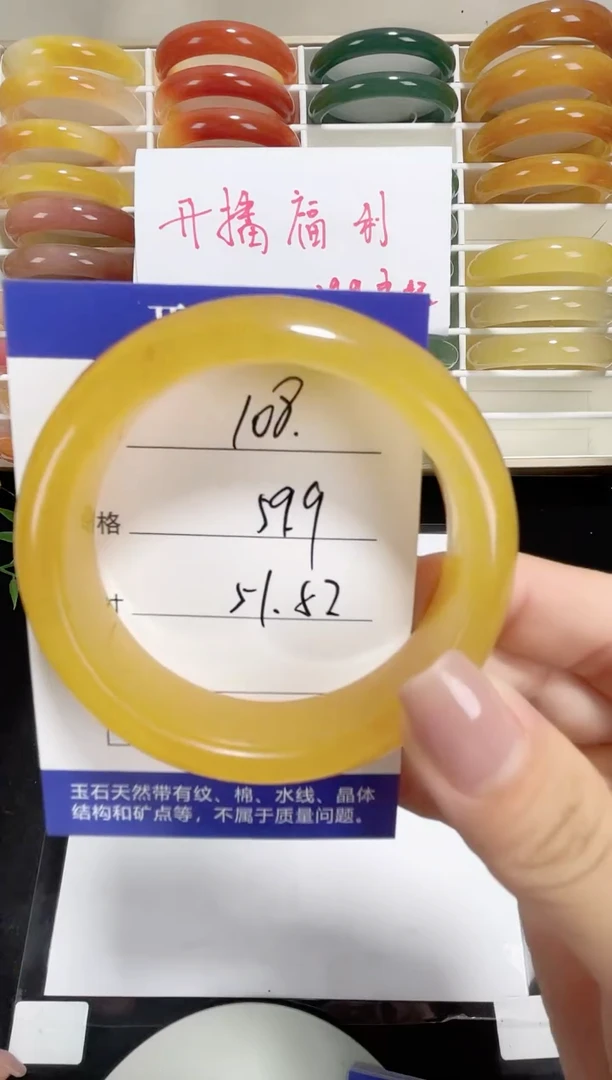 开播福利
108.
格 599
寸 51.82
玉石天然带有纹、棉、水线、晶体
结构和矿点等，不属于质量问题。